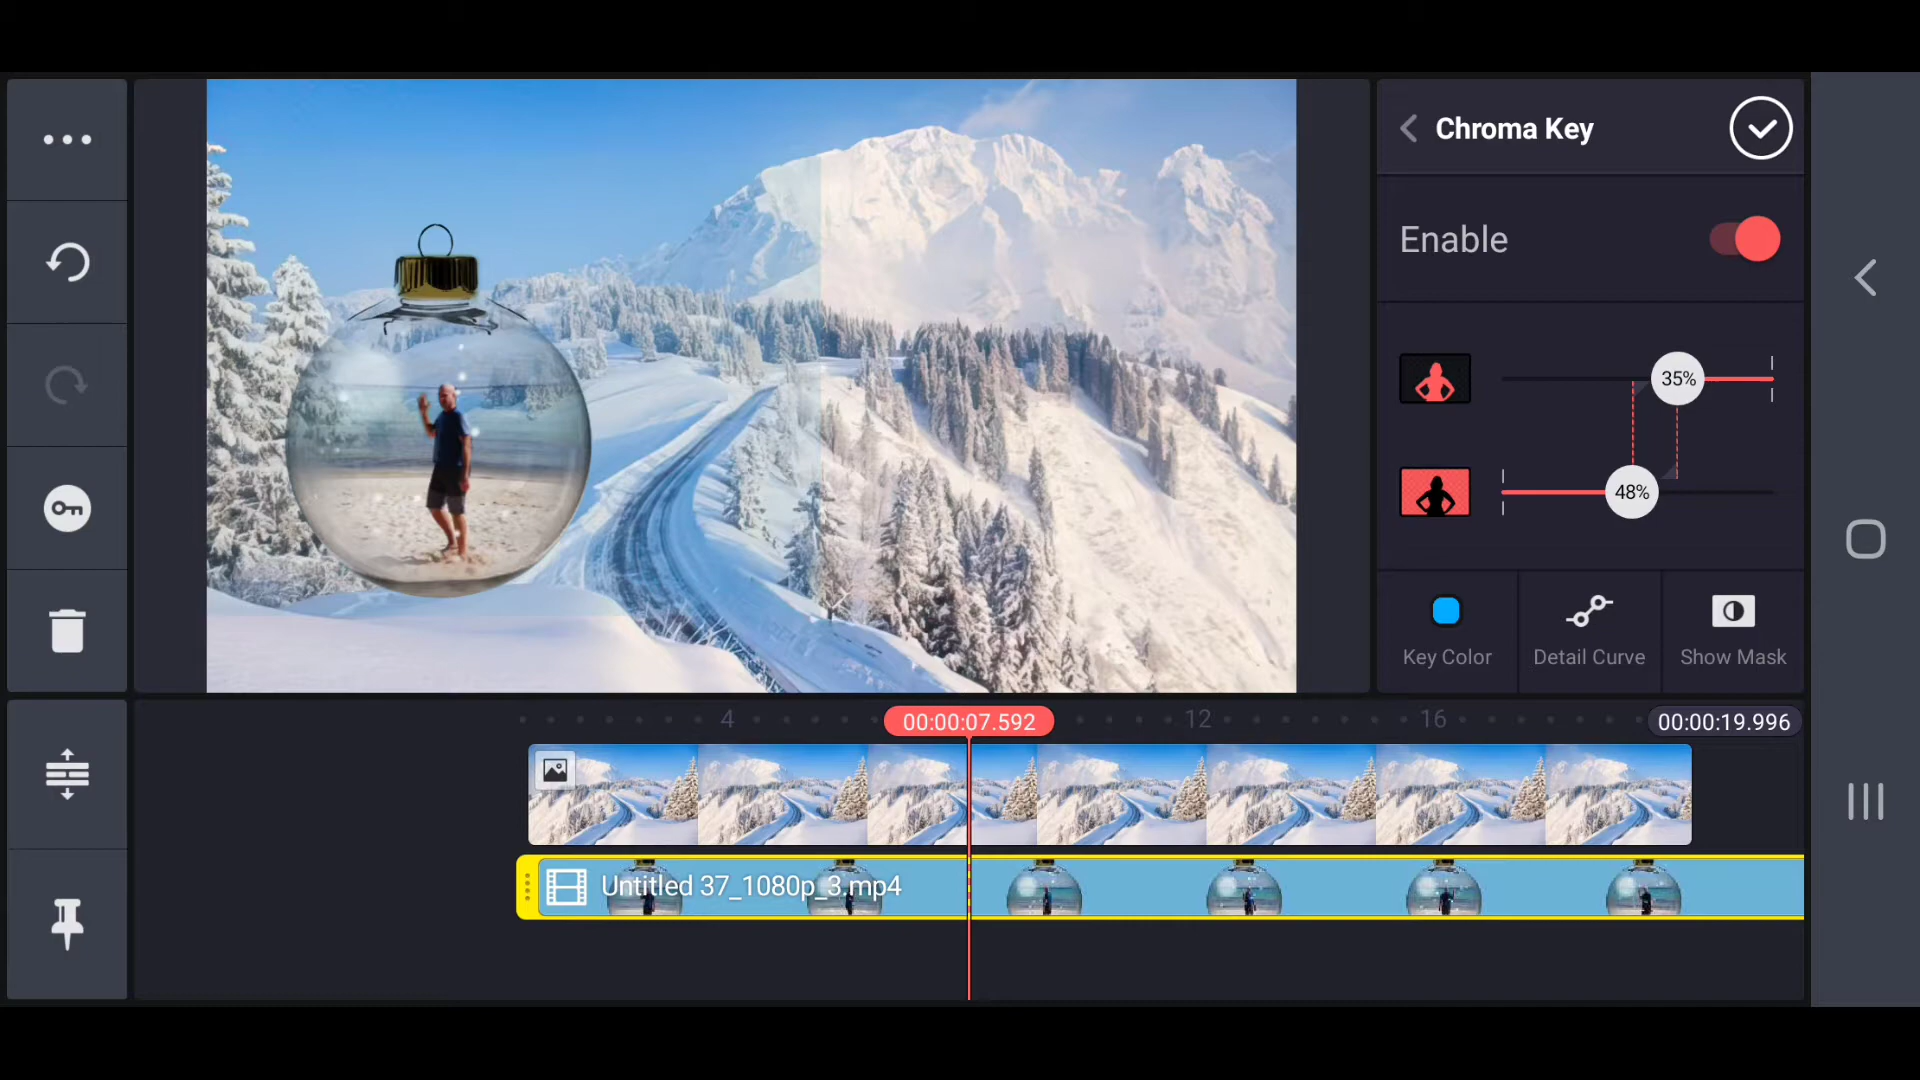 Chroma Key
Enable
35%
48%
Key Color
Detail Curve
Show Mask
4
00:00:07.592
12
16
00:00:19.996
Untitled 37_1080p_3.mp4